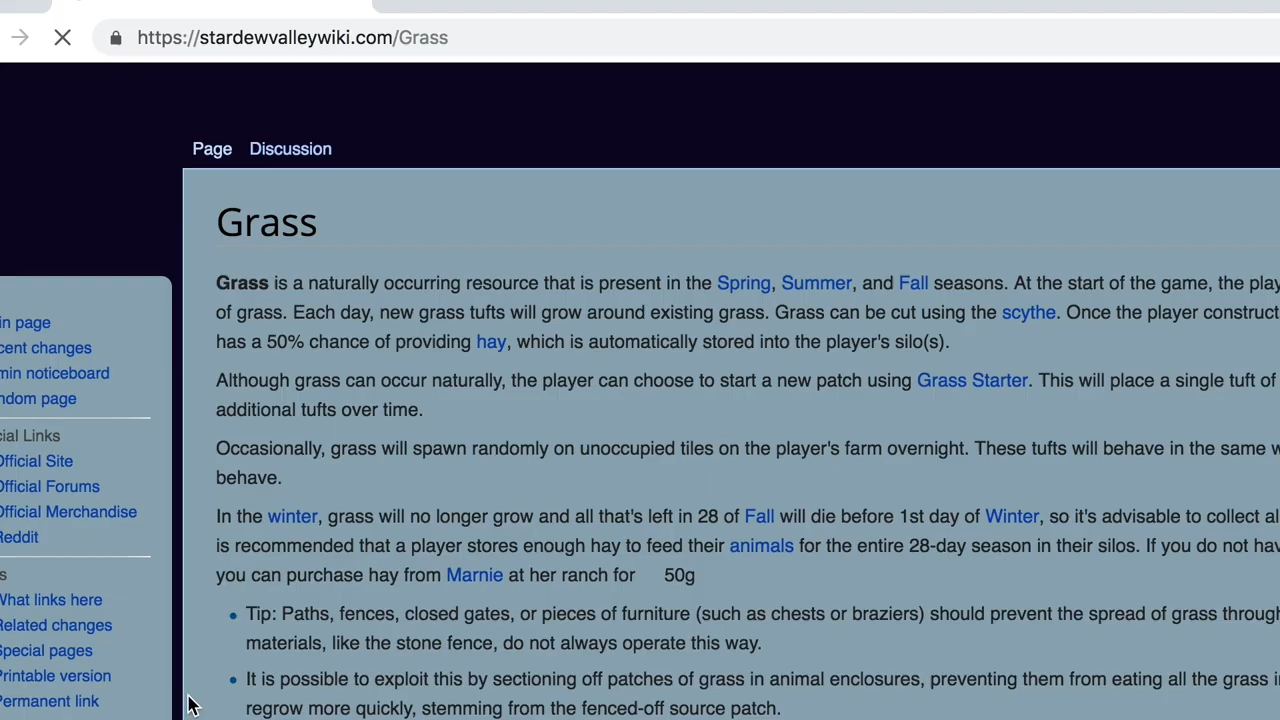 https://stardewvalleywiki.com/Grass
Page Discussion
Grass
Grass is a naturally occurring resource that is present in the Spring, Summer, and Fall seasons. At the start of the game, the
of grass. Each day, new grass tufts will grow around existing grass. Grass can be cut using the scythe. Once the player
has a 50% chance of providing hay, which is automatically stored into the player's silo(s).
Although grass can occur naturally, the player can choose to start a new patch using Grass Starter. This will place a single tuft of
additional tufts over time.
Occasionally, grass will spawn randomly on unoccupied tiles on the player's farm overnight. These tufts will behave in the same
behave.
In the winter, grass will no longer grow and all that's left in 28 of Fall will die before 1st day of Winter, so it's advisable to collect
is recommended that a player stores enough hay to feed their animals for the entire 28-day season in their silos. If you do not
you can purchase hay from Marnie at her ranch for 50g
• Tip: Paths, fences, closed gates, or pieces of furniture (such as chests or braziers) should prevent the spread of grass
materials, like the stone fence, do not always operate this way.
• It is possible to exploit this by sectioning off patches of grass in animal enclosures, preventing them from eating all the grass
regrow more quickly, stemming from the fenced-off source patch.
in page
cent changes
min noticeboard
ndom page
cial Links
Official Site
Official Forums
Official Merchandise
Reddit
s
What links here
Related changes
Special pages
Printable version
Permanent link